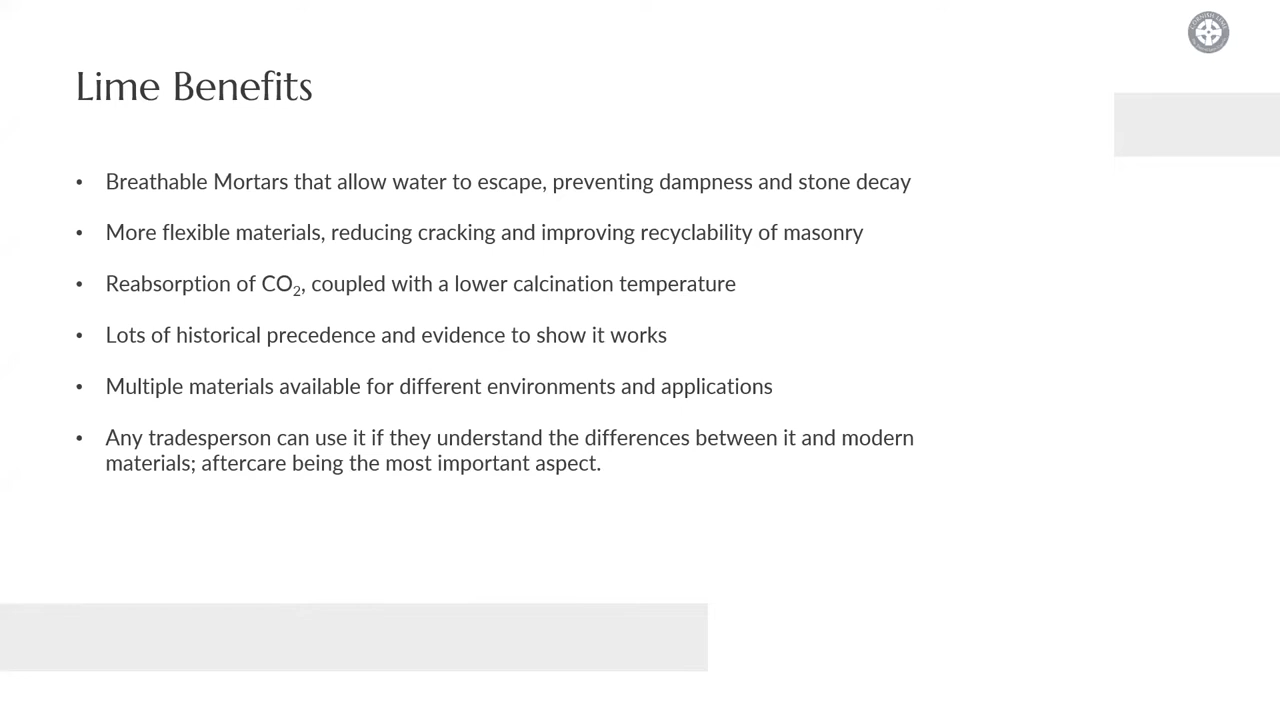 Lime Benefits
• Breathable Mortars that allow water to escape, preventing dampness and stone decay
• More flexible materials, reducing cracking and improving recyclability of masonry
• Reabsorption of CO₂, coupled with a lower calcination temperature
• Lots of historical precedence and evidence to show it works
• Multiple materials available for different environments and applications
• Any tradesperson can use it if they understand the differences between it and modern
materials; aftercare being the most important aspect.